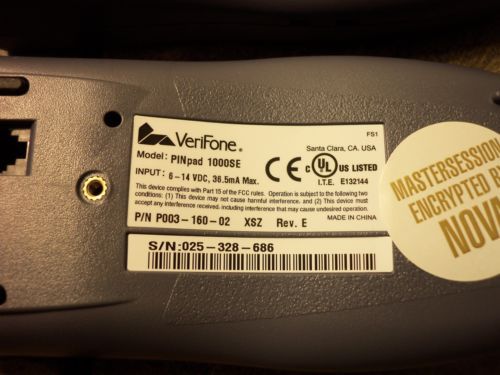 VeriFone®
FS1
Santa Clara, CA. USA
Model: PINpad 1000SE
INPUT: 6-14 VDC, 36.5mA Max.
CE
C UL US LISTED
I.T.E. E132144
This device complies with Part 15 of the FCC rules. Operation is subject to the following two
conditions: (1) This device may not cause harmful interference, and (2) This device must
accept any interference received, including interference that may cause undesired operation.
P/N P003-160-02 XSZ Rev. E
MADE IN CHINA
S/N:025-328-686
MASTERSESSION
ENCRYPTED
NOV